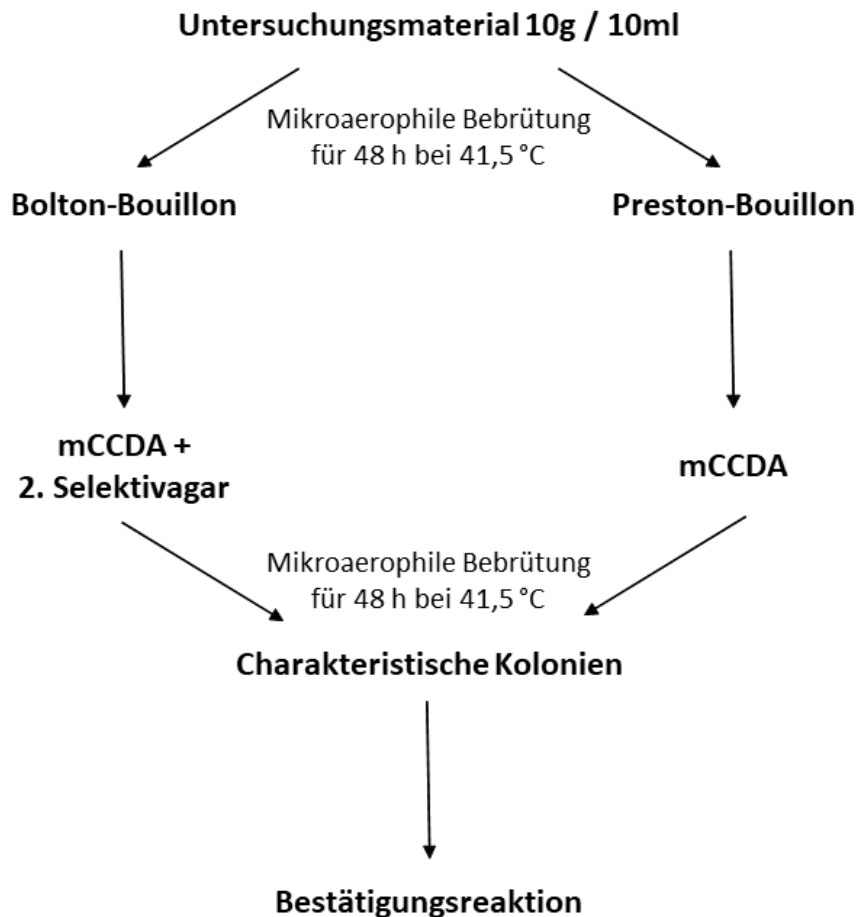 Untersuchungsmaterial 10g / 10ml
Mikroaerophile Bebrütung
für 48 h bei 41,5 °C
Bolton-Bouillon
Preston-Bouillon
mCCDA +
2. Selektivagar
mCCDA
Mikroaerophile Bebrütung
für 48 h bei 41,5 °C
Charakteristische Kolonien
Bestätigungsreaktion